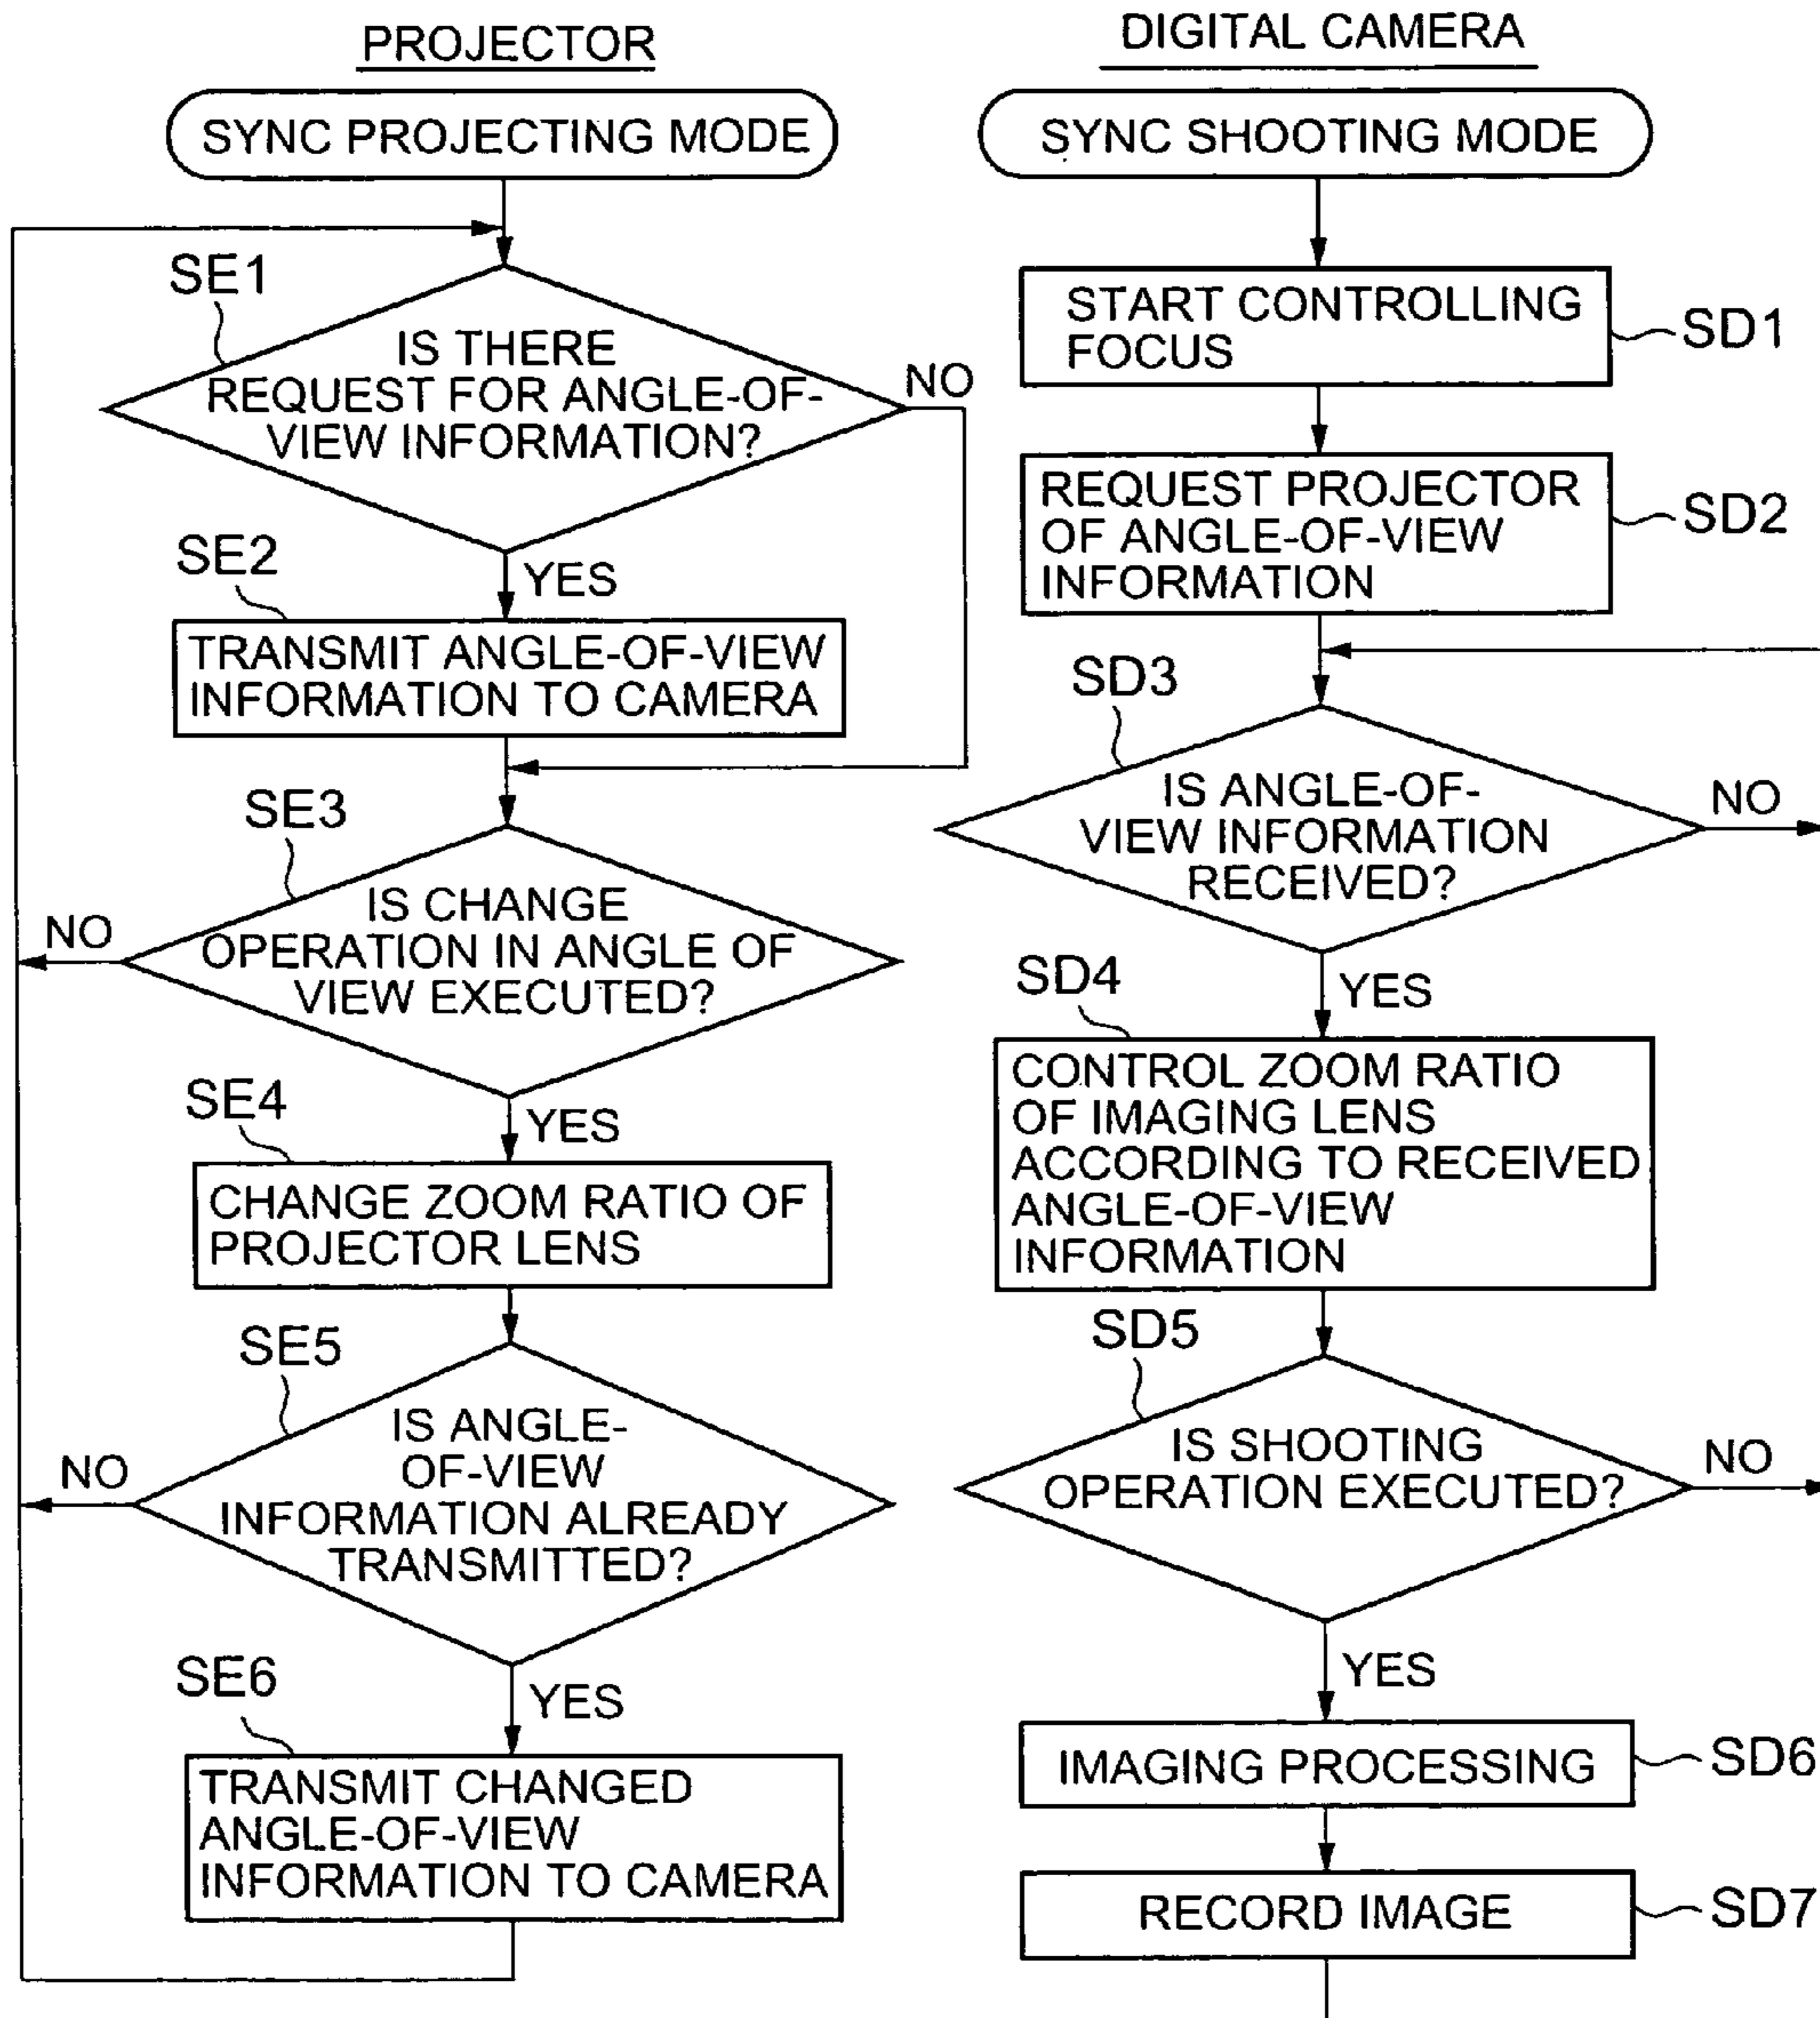 PROJECTOR
SYNC PROJECTING MODE
SE1
IS THERE
REQUEST FOR ANGLE-OF-
VIEW INFORMATION?
NO
YES
SE2
TRANSMIT ANGLE-OF-VIEW
INFORMATION TO CAMERA
SE3
IS CHANGE
OPERATION IN ANGLE OF
VIEW EXECUTED?
NO
YES
SE4
CHANGE ZOOM RATIO OF
PROJECTOR LENS
SE5
IS ANGLE-
OF-VIEW
INFORMATION ALREADY
TRANSMITTED?
NO
YES
SE6
TRANSMIT CHANGED
ANGLE-OF-VIEW
INFORMATION TO CAMERA
DIGITAL CAMERA
SYNC SHOOTING MODE
START CONTROLLING
FOCUS
SD1
REQUEST PROJECTOR
OF ANGLE-OF-VIEW
INFORMATION
SD2
SD3
IS ANGLE-OF-
VIEW INFORMATION
RECEIVED?
NO
YES
SD4
CONTROL ZOOM RATIO
OF IMAGING LENS
ACCORDING TO RECEIVED
ANGLE-OF-VIEW
INFORMATION
SD5
IS SHOOTING
OPERATION EXECUTED?
NO
YES
IMAGING PROCESSING
SD6
RECORD IMAGE
SD7